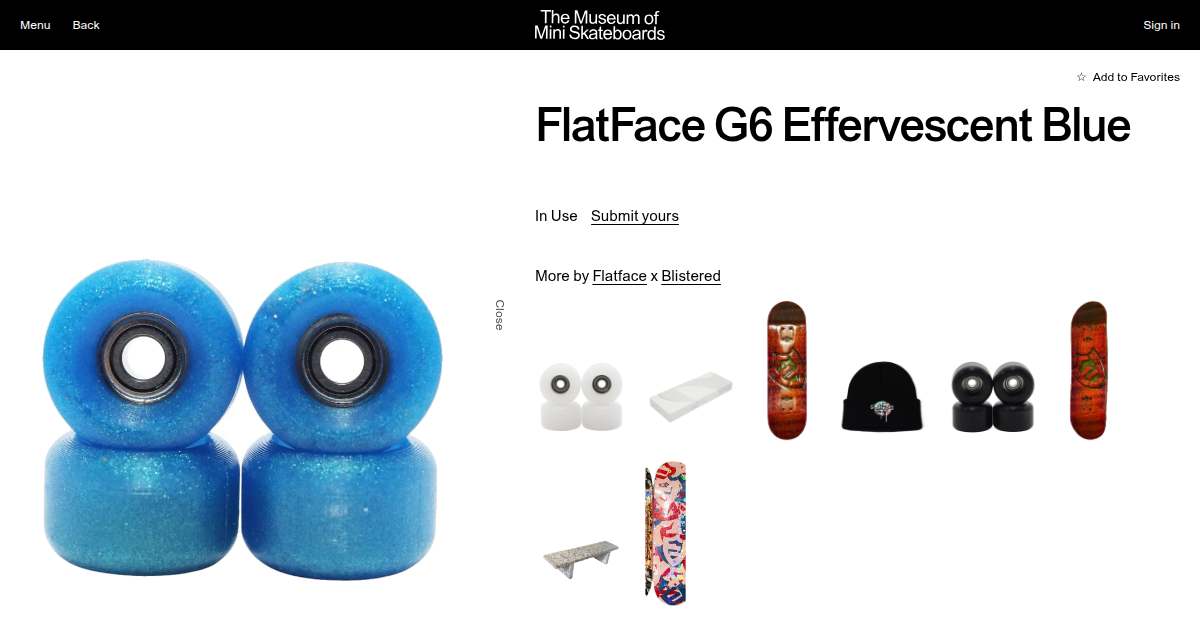 Menu
Back
The Museum of
Mini Skateboards
Sign in
☆ Add to Favorites
FlatFace G6 Effervescent Blue
In Use
Submit yours
More by Flatface x Blistered
Close